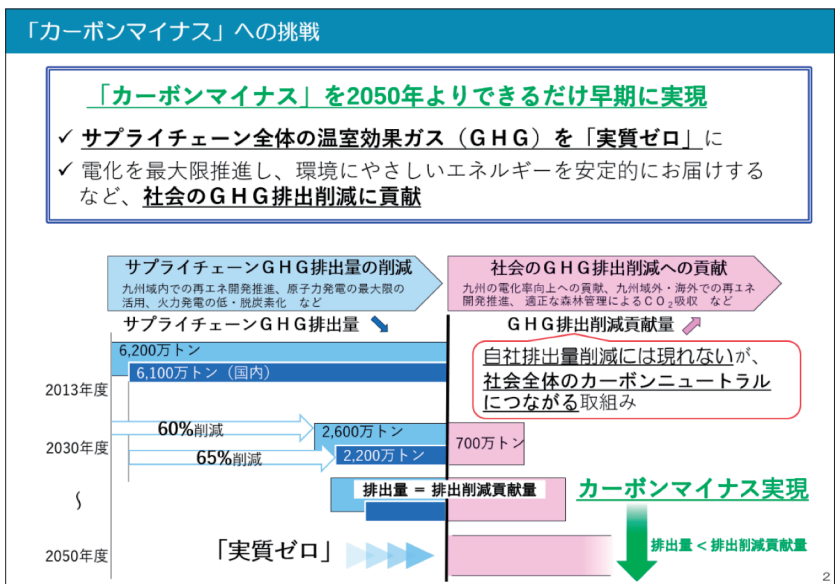 「カーボンマイナス」への挑戦
「カーボンマイナス」を2050年よりできるだけ早期に実現
✓ サプライチェーン全体の温室効果ガス（ＧＨＧ）を「実質ゼロ」に
✓ 電化を最大限推進し、環境にやさしいエネルギーを安定的にお届けする
など、社会のＧＨＧ排出削減に貢献
サプライチェーンＧＨＧ排出量の削減
九州域内での再エネ開発推進、原子力発電の最大限の
活用、火力発電の低・脱炭素化 など
社会のＧＨＧ排出削減への貢献
九州の電化率向上への貢献、九州域外・海外での再エネ
開発推進、 適正な森林管理によるＣＯ₂吸収 など
サプライチェーンＧＨＧ排出量
ＧＨＧ排出削減貢献量
自社排出量削減には現れないが、
社会全体のカーボンニュートラル
につながる取組み
6,200万トン
6,100万トン（国内）
2013年度
60%削減
2,600万トン
700万トン
2030年度
65%削減
2,200万トン
～
排出量 ＝ 排出削減貢献量
カーボンマイナス実現
排出量 < 排出削減貢献量
2050年度
「実質ゼロ」
2